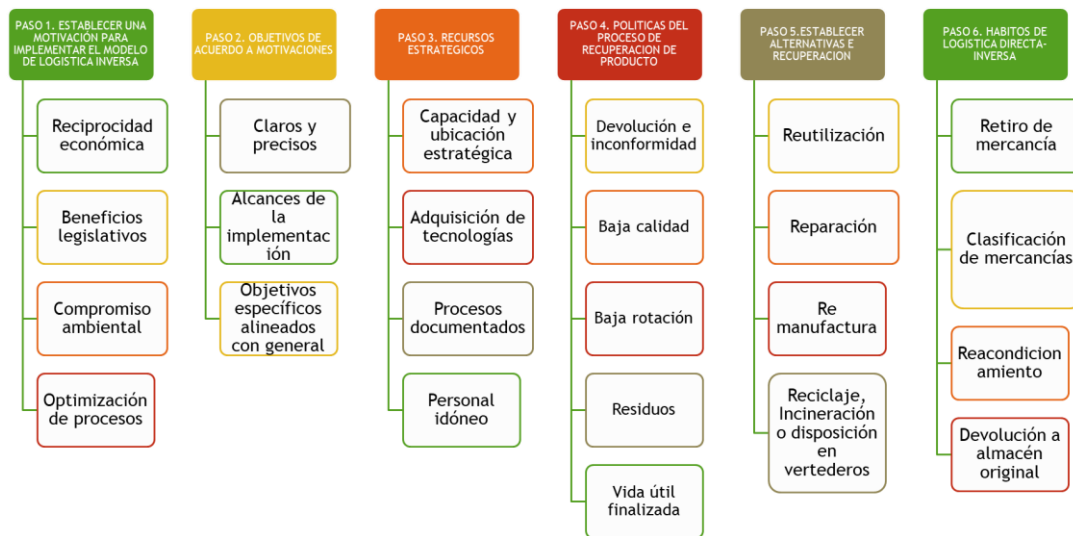 PASO 1. ESTABLECER UNA
MOTIVACIÓN PARA
IMPLEMENTAR EL MODELO
DE LOGISTICA INVERSA
Reciprocidad
económica
Beneficios
legislativos
Compromiso
ambiental
Optimización
de procesos
PASO 2. OBJETIVOS DE
ACUERDO A MOTIVACIONES
Claros y
precisos
Alcances de
la
implementac
ión
Objetivos
específicos
alineados
con general
PASO 3. RECURSOS
ESTRATEGICOS
Capacidad y
ubicación
estratégica
Adquisición de
tecnologías
Procesos
documentados
Personal
idóneo
PASO 4. POLITICAS DEL
PROCESO DE
RECUPERACION DE
PRODUCTO
Devolución e
inconformidad
Baja calidad
Baja rotación
Residuos
Vida útil
finalizada
PASO 5.ESTABLECER
ALTERNATIVAS E
RECUPERACION
Reutilización
Reparación
Re
manufactura
Reciclaje,
Incineración
o disposición
en
vertederos
PASO 6. HABITOS DE
LOGISTICA DIRECTA-
INVERSA
Retiro de
mercancía
Clasificación
de mercancías
Reacondicion
amiento
Devolución a
almacén
original